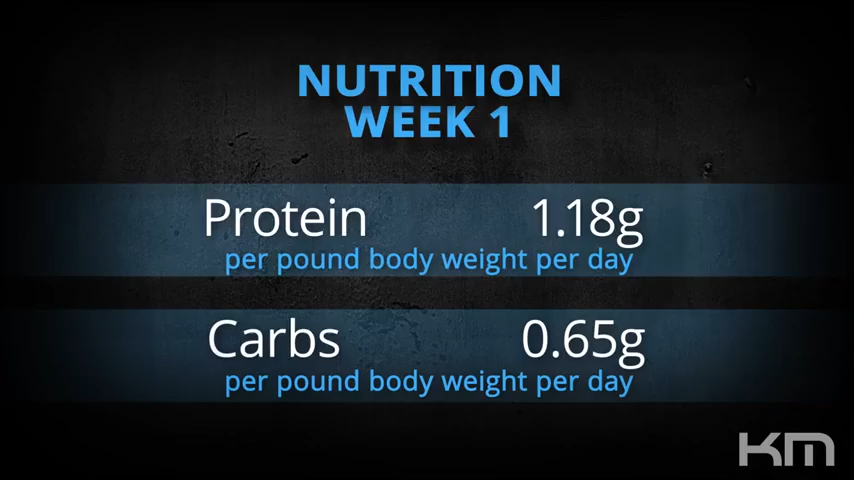 NUTRITION
WEEK 1
Protein 1.18g
per pound body weight per day
Carbs 0.65g
per pound body weight per day
KM